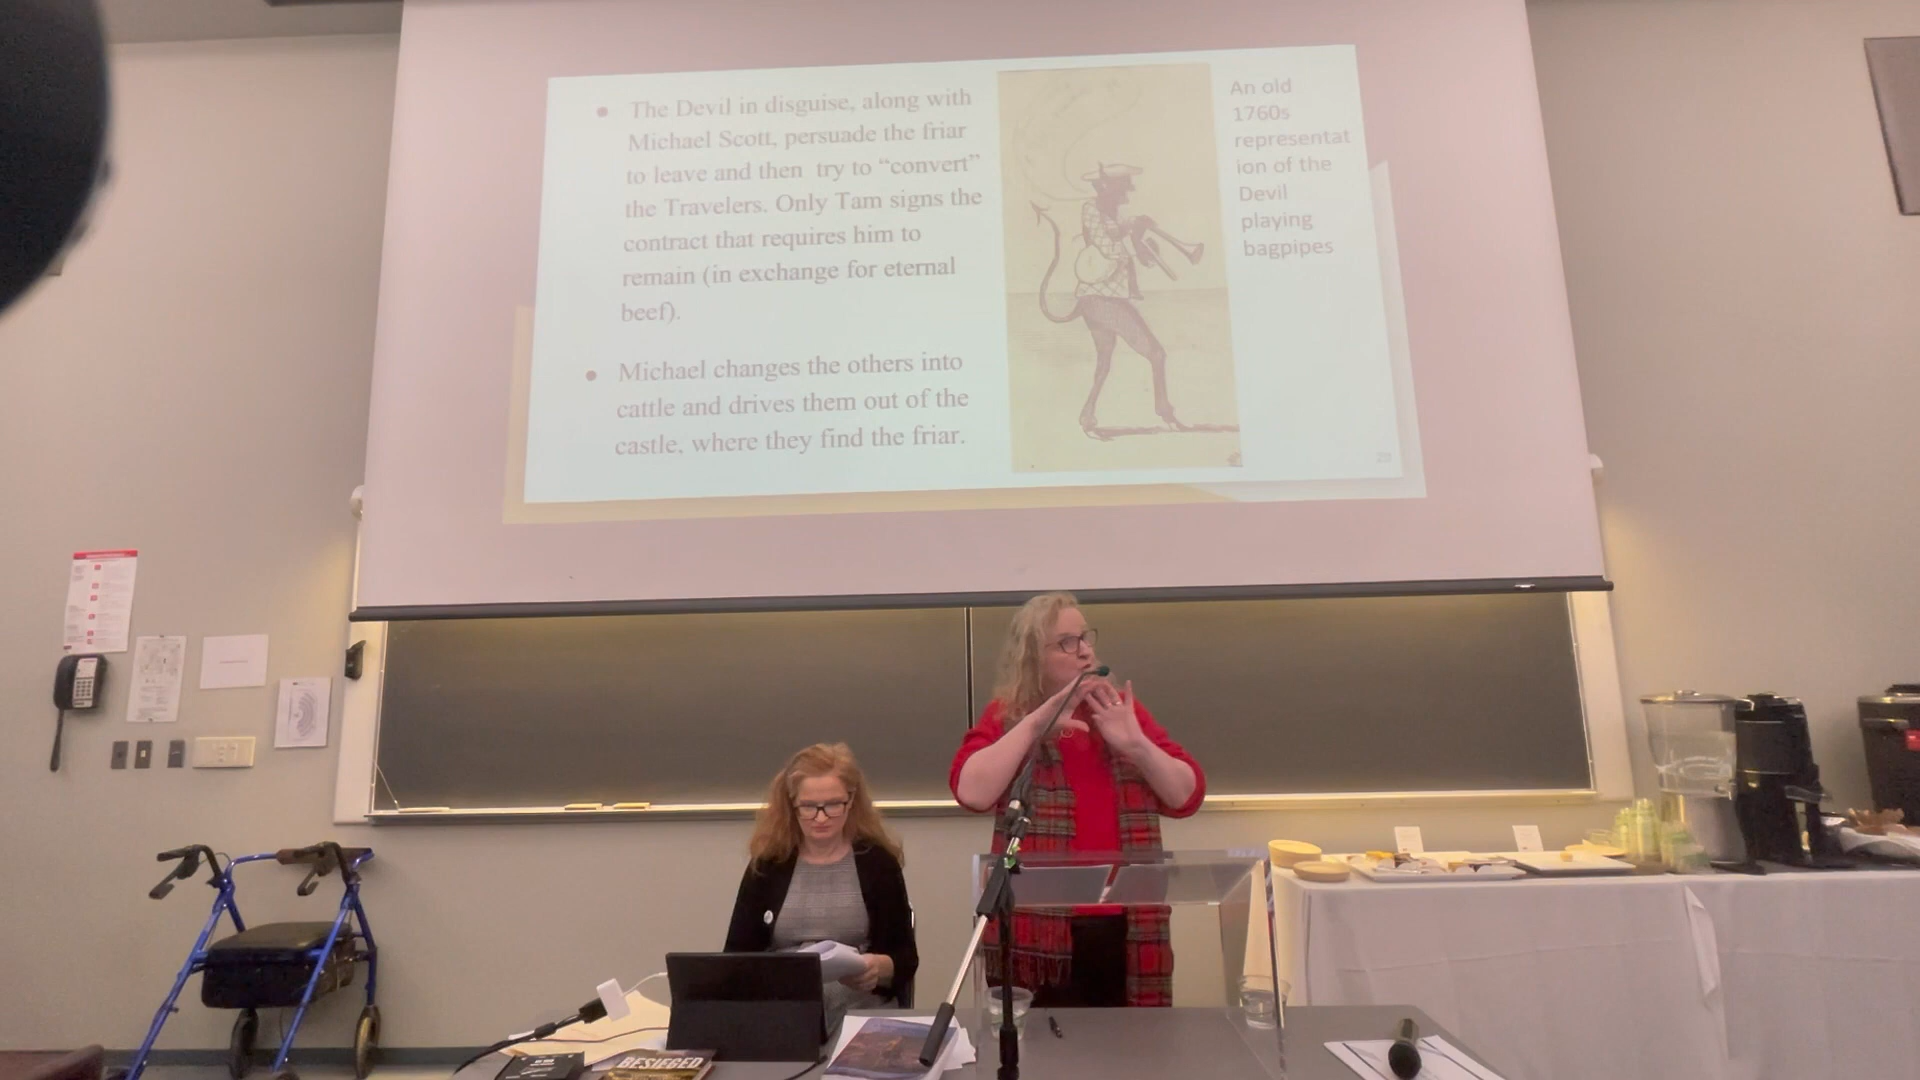 ● The Devil in disguise, along with
Michael Scott, persuade the friar
to leave and then try to “convert”
the Travelers. Only Tam signs the
contract that requires him to
remain (in exchange for eternal
beef).
● Michael changes the others into
cattle and drives them out of the
castle, where they find the friar.
An old
1760s
representat
ion of the
Devil
playing
bagpipes
BESIEGED